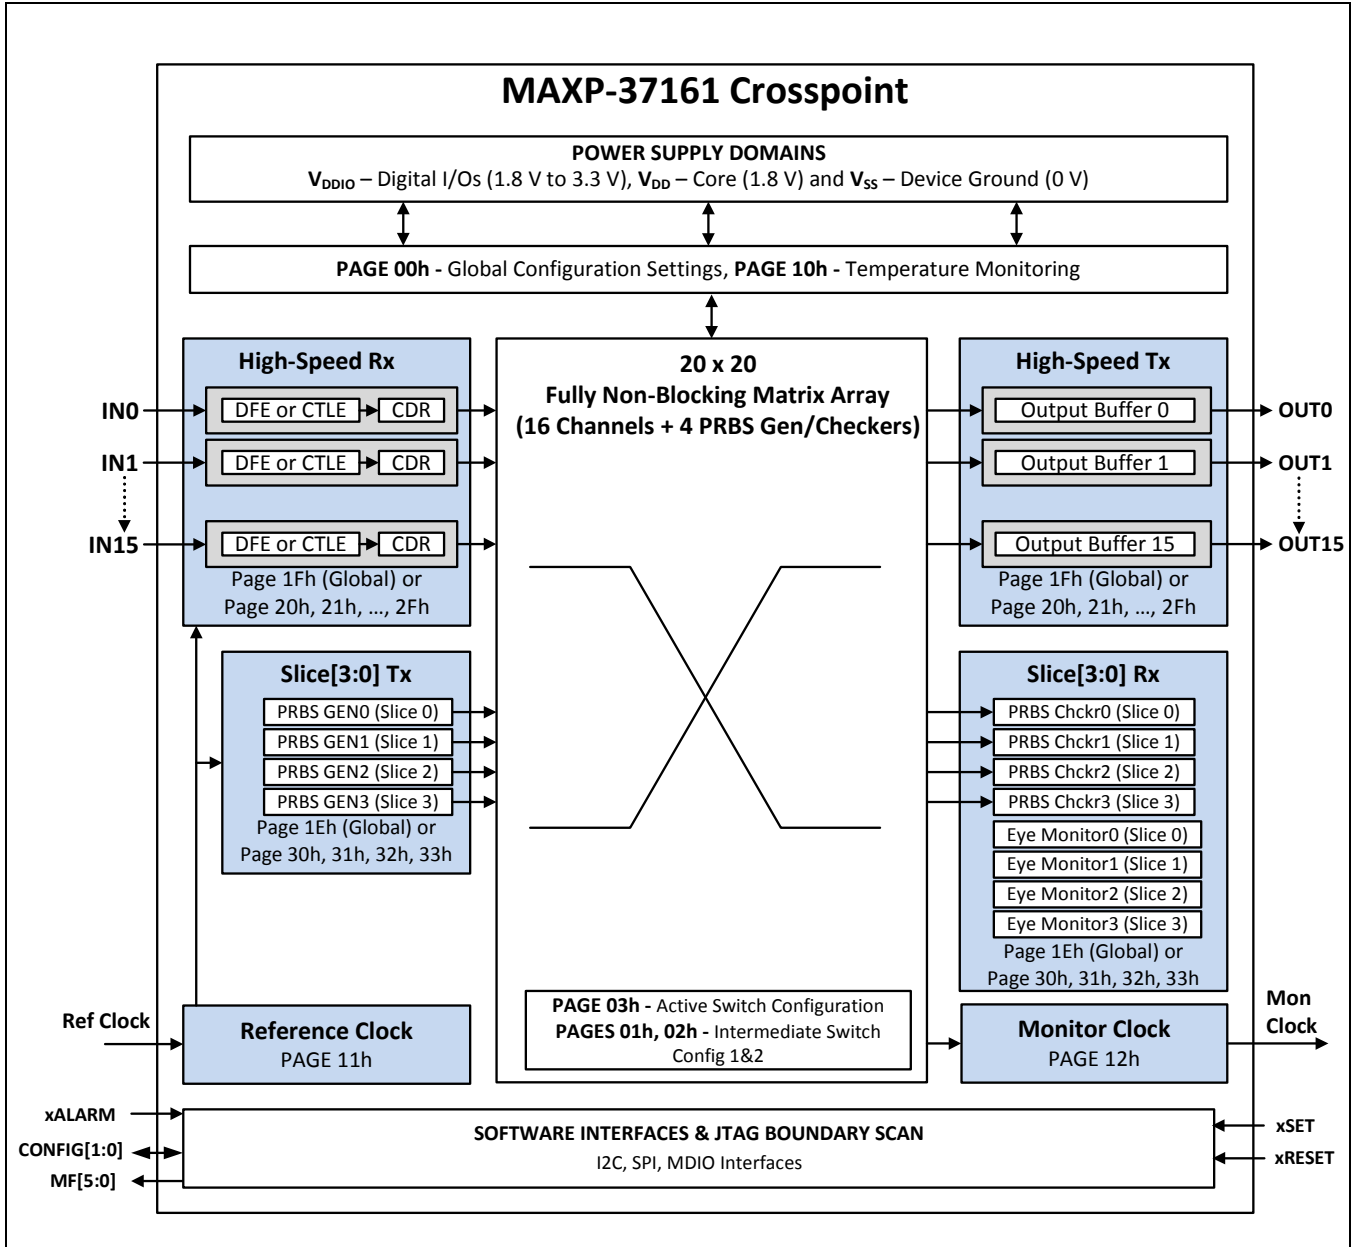 MAXP-37161 Crosspoint
POWER SUPPLY DOMAINS
VDDIO – Digital I/Os (1.8 V to 3.3 V), VDD – Core (1.8 V) and VSS – Device Ground (0 V)
PAGE 00h - Global Configuration Settings, PAGE 10h - Temperature Monitoring
High-Speed Rx
IN0
DFE or CTLE
CDR
IN1
DFE or CTLE
CDR
IN15
DFE or CTLE
CDR
Page 1Fh (Global) or
Page 20h, 21h, …, 2Fh
20 x 20
Fully Non-Blocking Matrix Array
(16 Channels + 4 PRBS Gen/Checkers)
High-Speed Tx
Output Buffer 0
OUT0
Output Buffer 1
OUT1
Output Buffer 15
OUT15
Page 1Fh (Global) or
Page 20h, 21h, …, 2Fh
Slice[3:0] Tx
PRBS GEN0 (Slice 0)
PRBS GEN1 (Slice 1)
PRBS GEN2 (Slice 2)
PRBS GEN3 (Slice 3)
Page 1Eh (Global) or
Page 30h, 31h, 32h, 33h
Slice[3:0] Rx
PRBS Chckr0 (Slice 0)
PRBS Chckr1 (Slice 1)
PRBS Chckr2 (Slice 2)
PRBS Chckr3 (Slice 3)
Eye Monitor0 (Slice 0)
Eye Monitor1 (Slice 1)
Eye Monitor2 (Slice 2)
Eye Monitor3 (Slice 3)
Page 1Eh (Global) or
Page 30h, 31h, 32h, 33h
PAGE 03h - Active Switch Configuration
PAGES 01h, 02h - Intermediate Switch
Config 1&2
Ref Clock
Reference Clock
PAGE 11h
Monitor Clock
PAGE 12h
Mon
Clock
xALARM
CONFIG[1:0]
MF[5:0]
SOFTWARE INTERFACES & JTAG BOUNDARY SCAN
I2C, SPI, MDIO Interfaces
xSET
xRESET